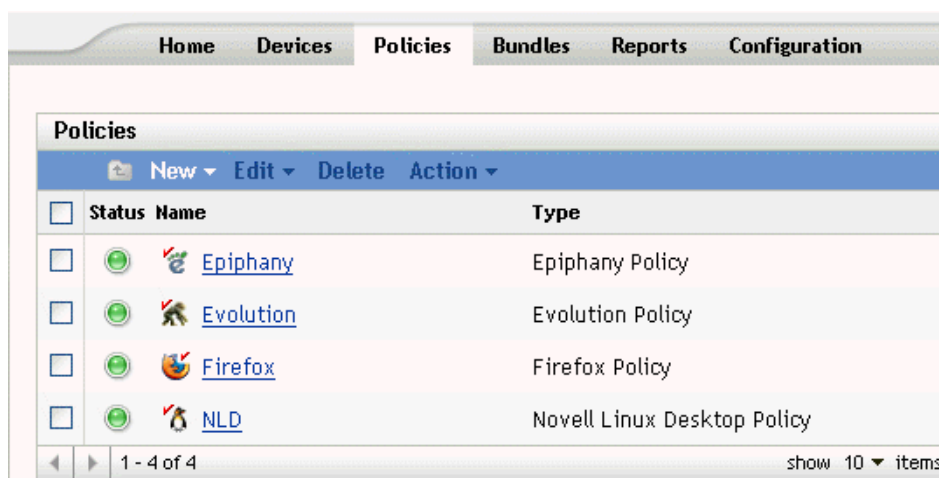 Home Devices Policies Bundles Reports Configuration
Policies
New Edit Delete Action
Status Name Type
Epiphany Epiphany Policy
Evolution Evolution Policy
Firefox Firefox Policy
NLD Novell Linux Desktop Policy
1 - 4 of 4 show 10 items